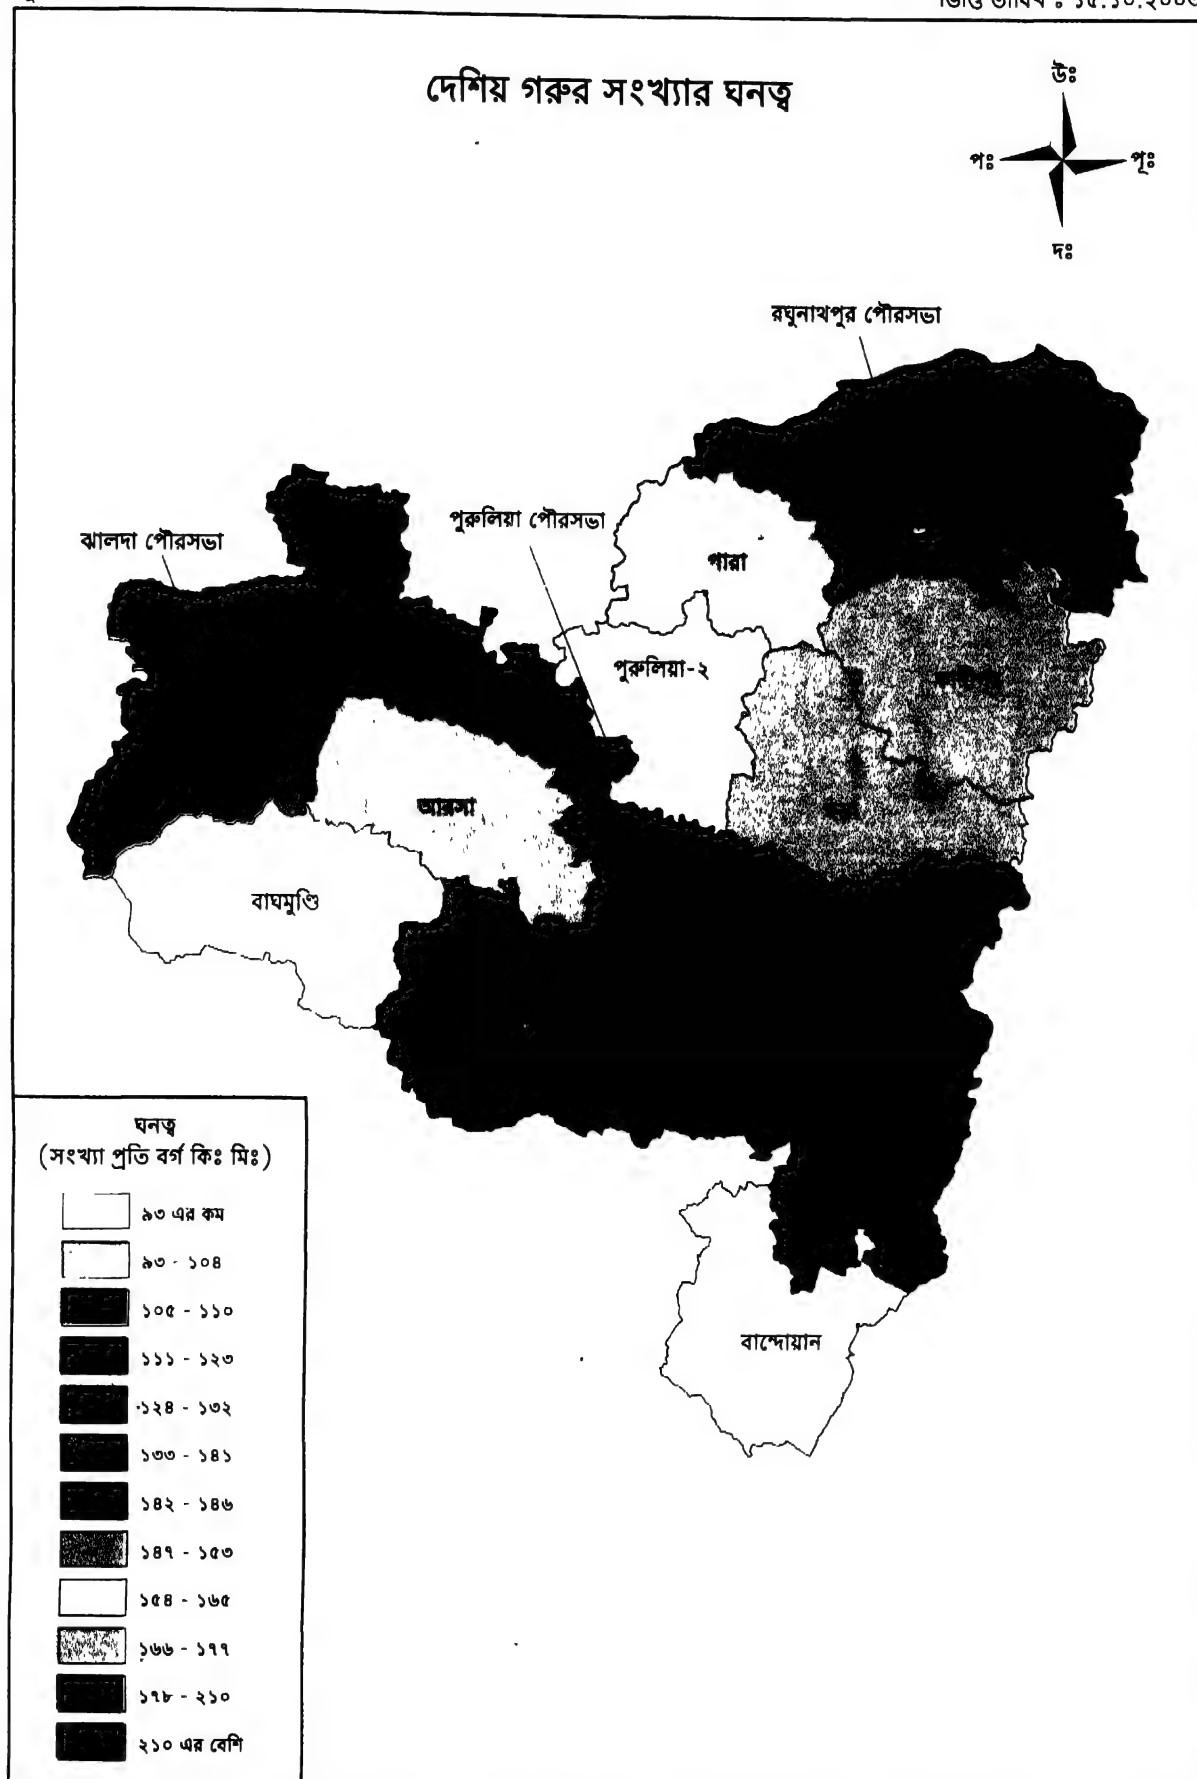 দেশিয় গরুর সংখ্যার ঘনত্ব
উঃ
পঃ
পূঃ
দঃ
রঘুনাথপুর পৌরসভা
পুরুলিয়া পৌরসভা
ঝালদা পৌরসভা
পারা
পুরুলিয়া-২
আরসা
বাঘমুণ্ডি
বান্দোয়ান
ঘনত্ব
(সংখ্যা প্রতি বর্গ কিঃ মিঃ)
৯৩ এর কম
৯৩ - ১০৪
১০৫ - ১১০
১১১ - ১২৩
১২৪ - ১৩২
১৩৩ - ১৪১
১৪২ - ১৪৬
১৪৭ - ১৫৩
১৫৪ - ১৬৫
১৬৬ - ১৭৭
১৭৮ - ২১০
২১০ এর বেশি